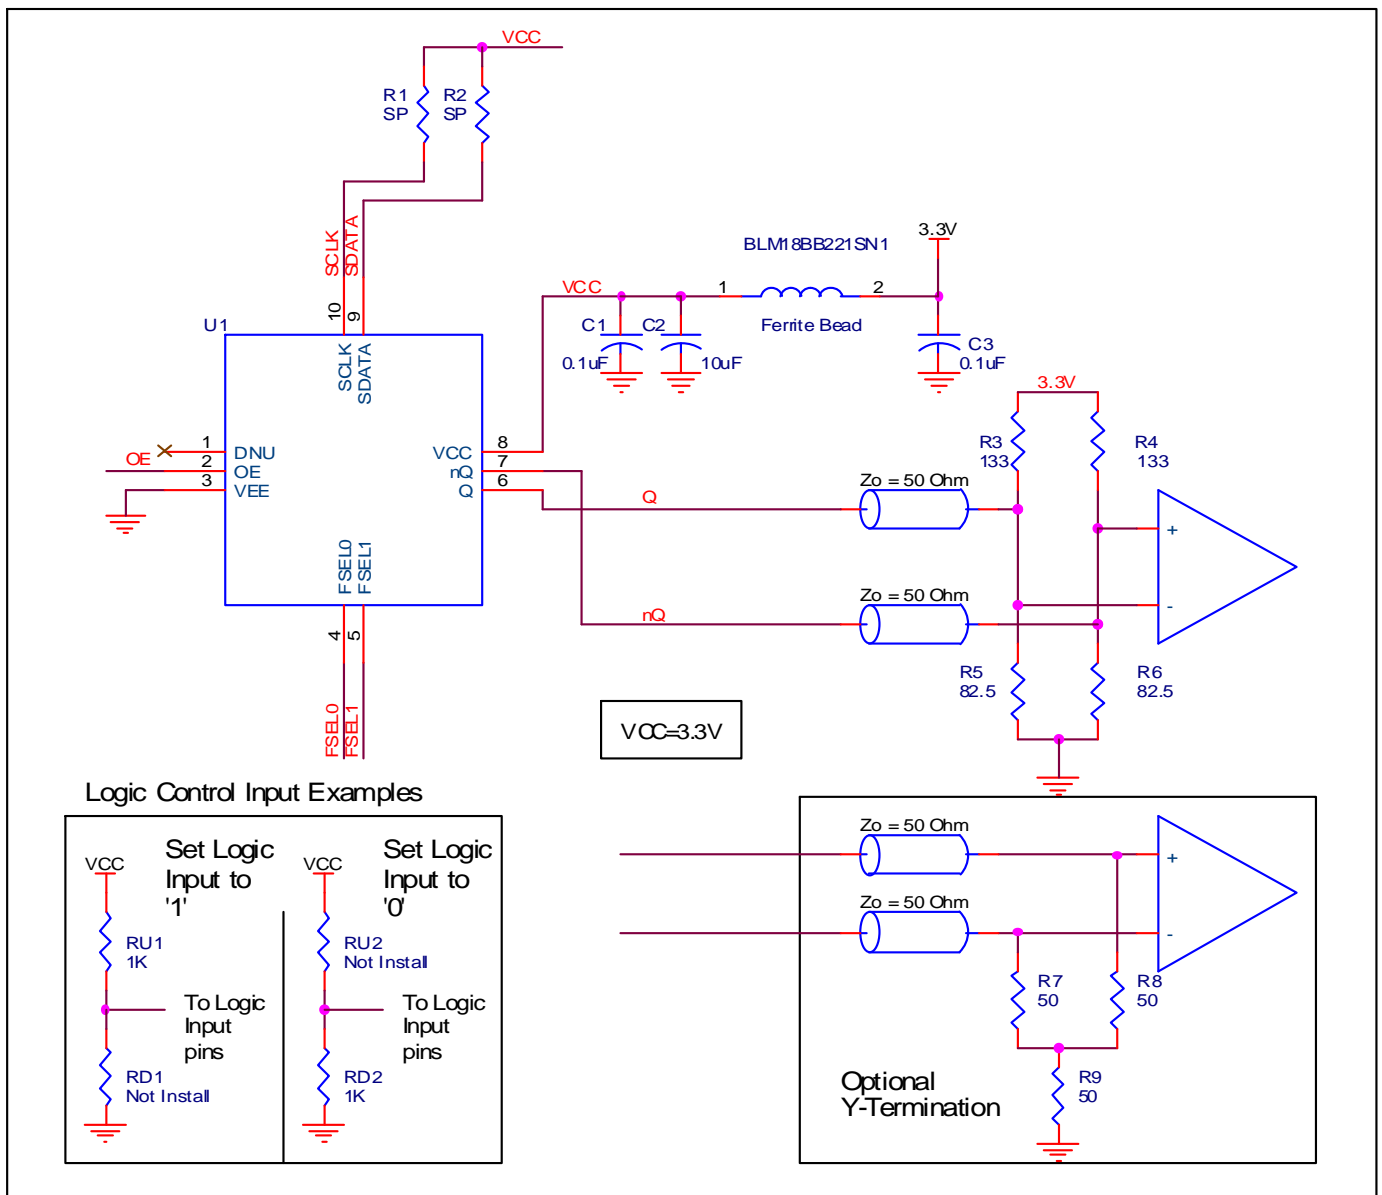 VCC
R1
SP
R2
SP
SCLK
SDATA
10
9
U1
SCLK
SDATA
1
DNU
OE
2
OE
3
VEE
VCC
8
nQ
7
Q
6
FSEL0
FSEL1
4
5
FSEL0
FSEL1
3.3V
BLM18BB221SN1
VCC
1
2
Ferrite Bead
C1
0.1uF
C2
10uF
C3
0.1uF
3.3V
R3
133
R4
133
Zo = 50 Ohm
Q
+
Zo = 50 Ohm
nQ
-
R5
82.5
R6
82.5
VCC=3.3V
Logic Control Input Examples
VCC
Set Logic
Input to
'1'
RU1
1K
To Logic
Input
pins
RD1
Not Install
VCC
Set Logic
Input to
'0'
RU2
Not Install
To Logic
Input
pins
RD2
1K
Zo = 50 Ohm
+
Zo = 50 Ohm
-
R7
50
R8
50
R9
50
Optional
Y-Termination